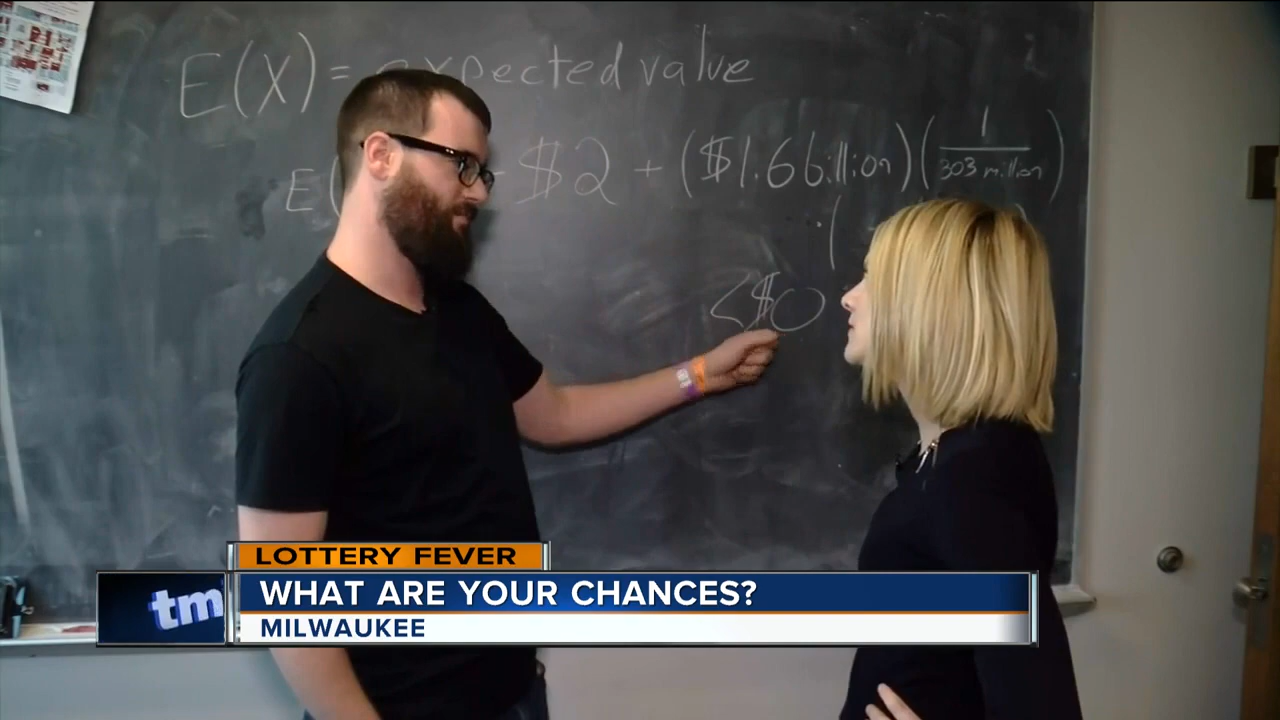 E(X) = expected value
E( - $2 + ($1.6 billion)(1/303 million)
·(
< $0
LOTTERY FEVER
tm
WHAT ARE YOUR CHANCES?
MILWAUKEE